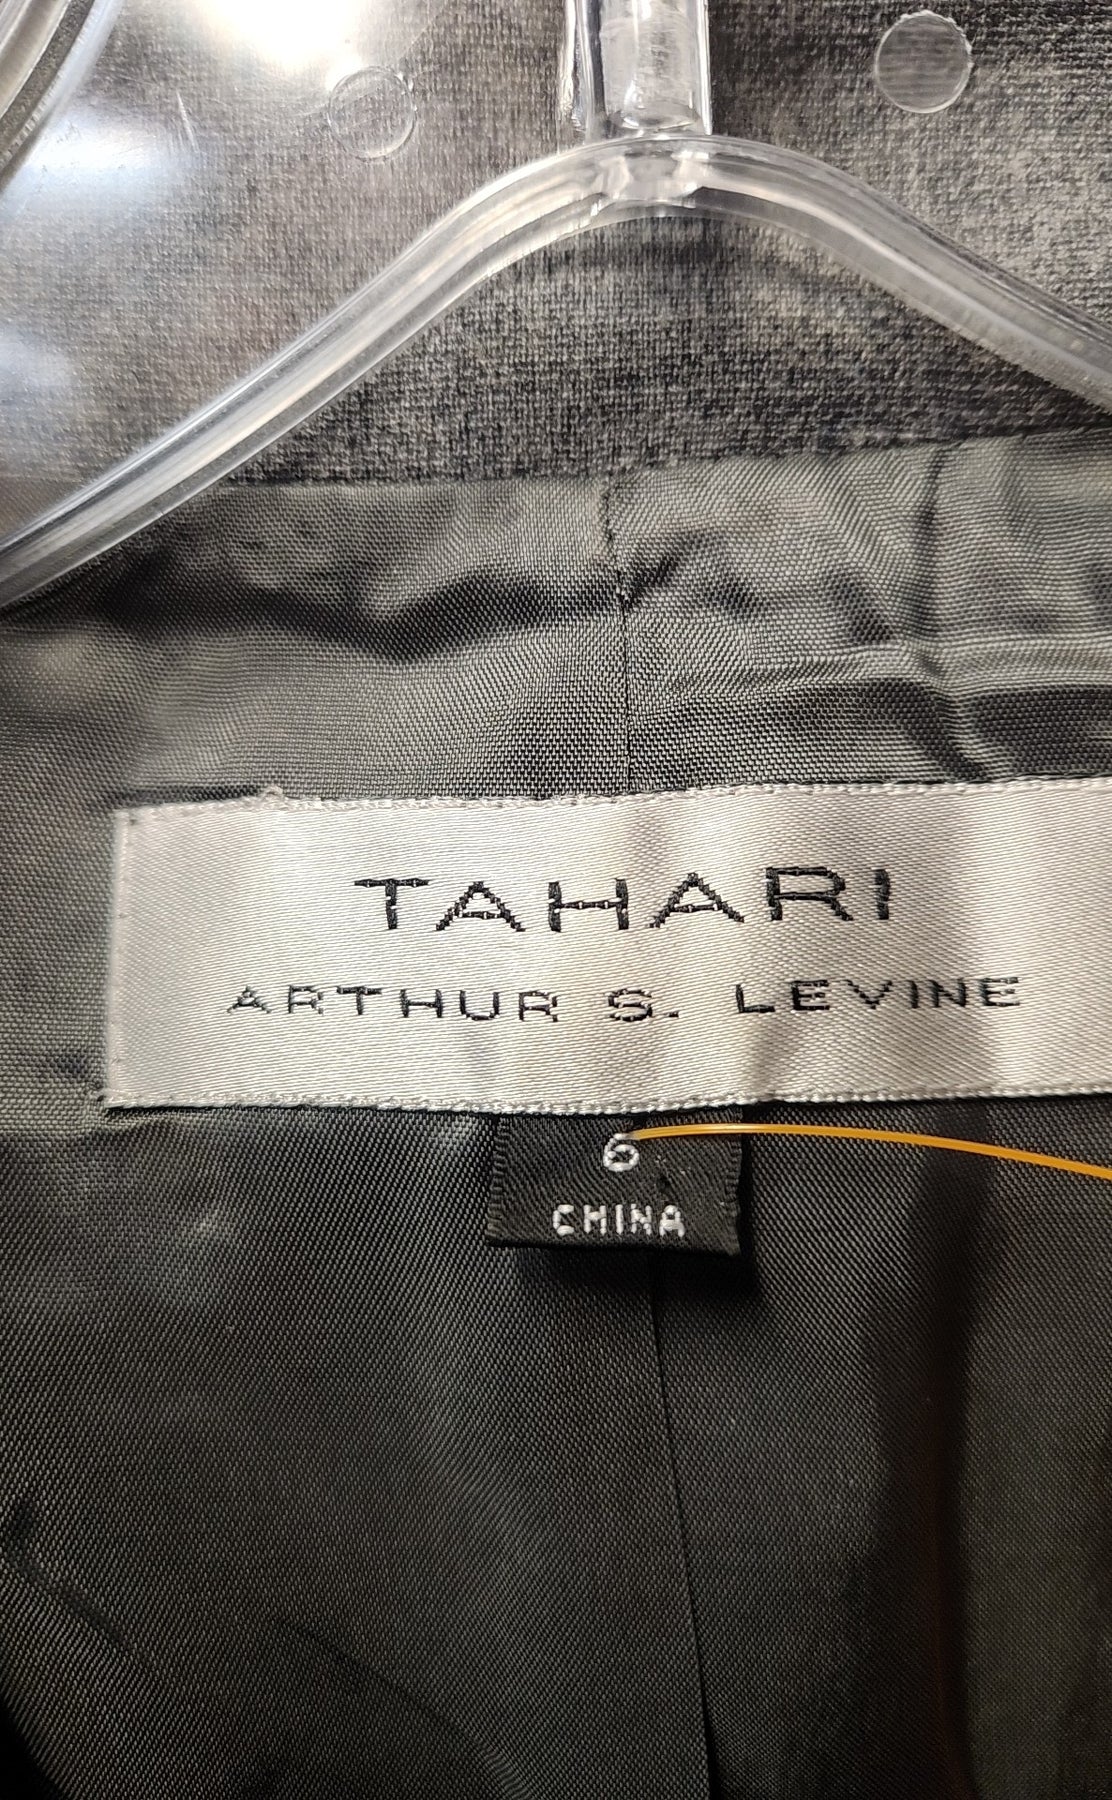 TAHARI
ARTHUR S. LEVINE
6
CHINA